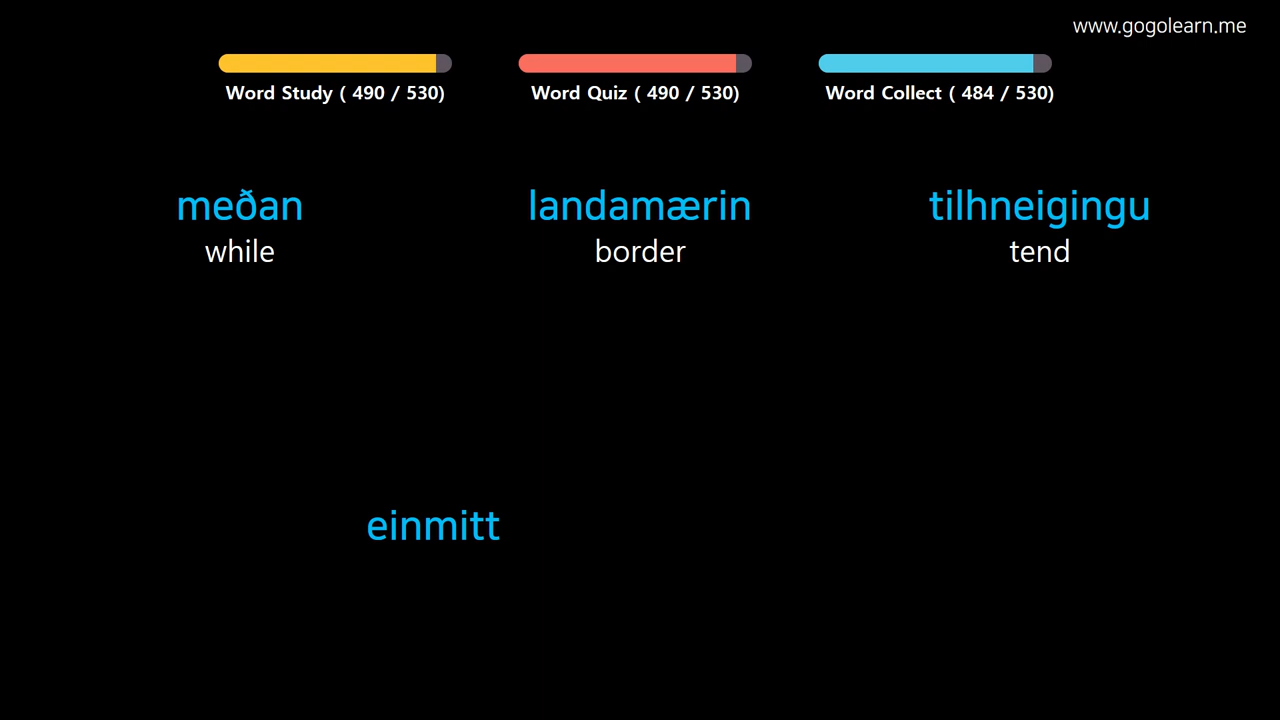 www.gogolearn.me
Word Study ( 490 / 530)
Word Quiz ( 490 / 530)
Word Collect ( 484 / 530)
meðan
while
landamærin
border
tilhneigingu
tend
einmitt